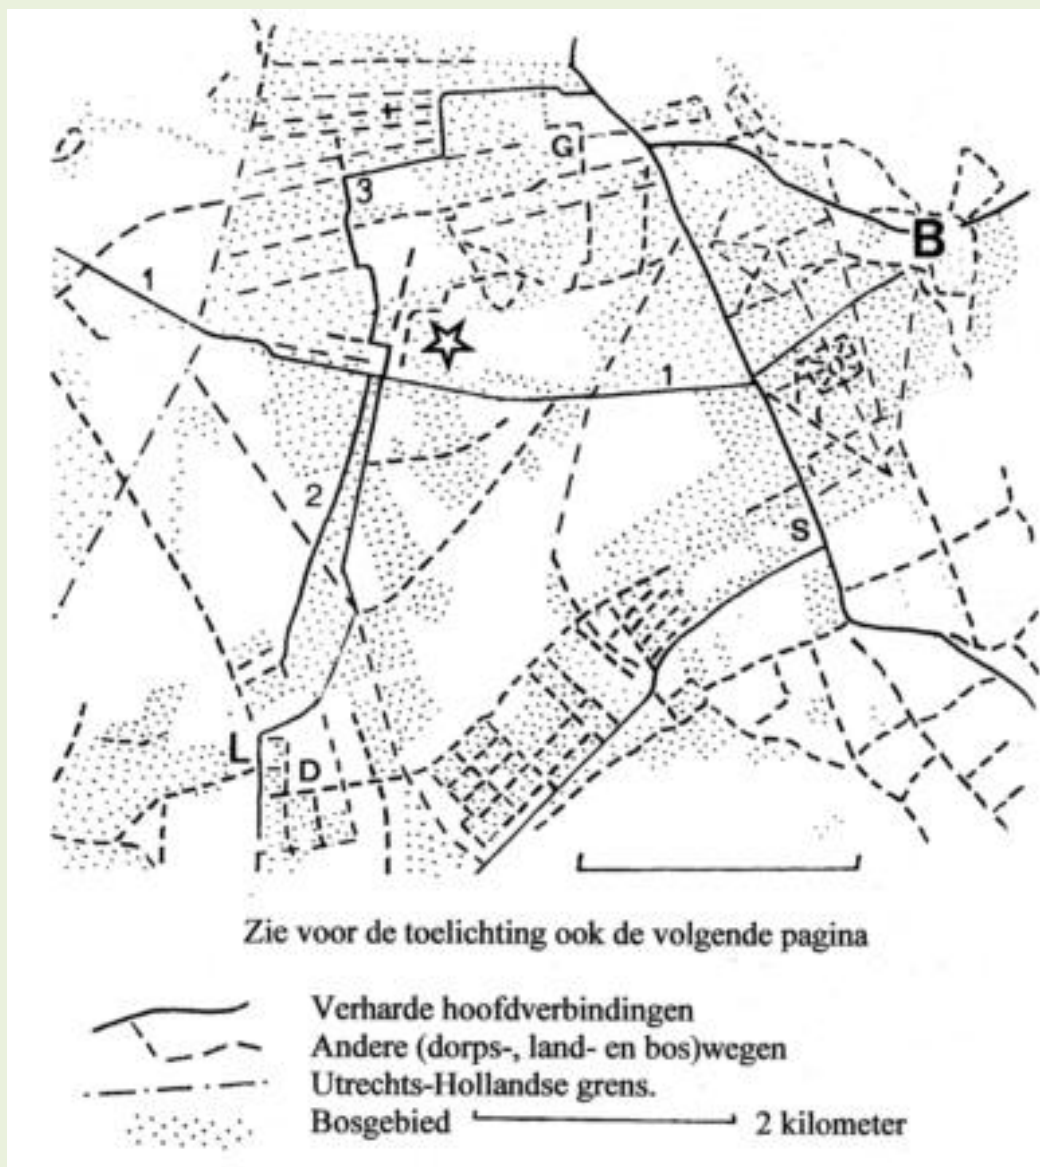 G
3
B
1
1
2
S
L
D
Zie voor de toelichting ook de volgende pagina
Verharde hoofdverbindingen
Andere (dorps-, land- en bos)wegen
Utrechts-Hollandse grens.
Bosgebied 2 kilometer